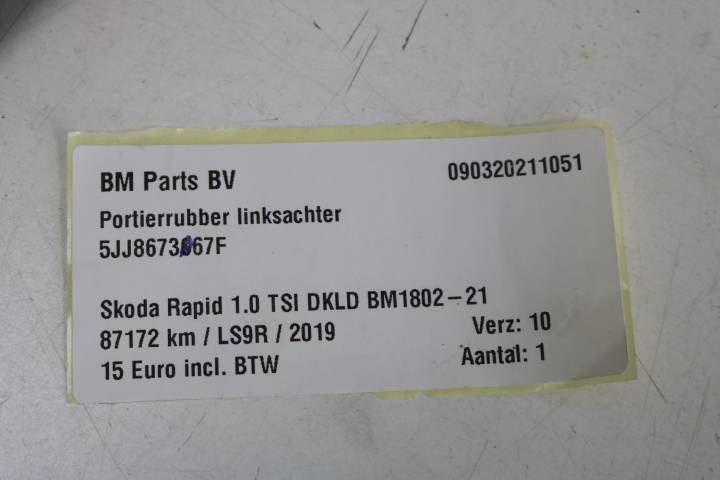 BM Parts BV
090320211051
Portierrubber linksachter
5JJ867367F
Skoda Rapid 1.0 TSI DKLD BM1802-21
87172 km / LS9R / 2019
Verz: 10
15 Euro incl. BTW
Aantal: 1